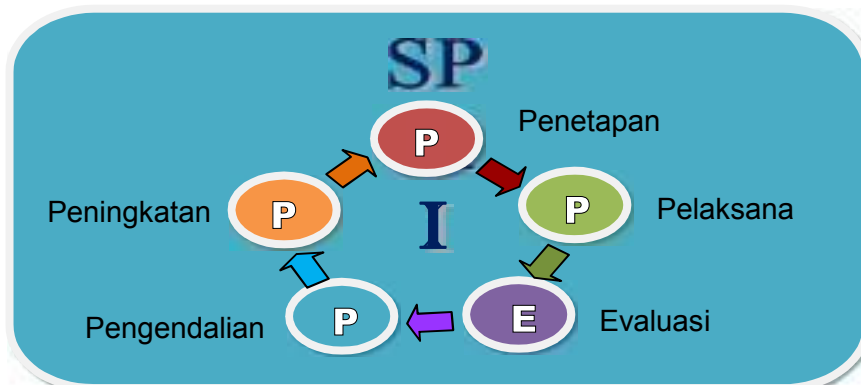 SP
P
Penetapan
P
Peningkatan
I
P
Pelaksana
P
Pengendalian
E
Evaluasi